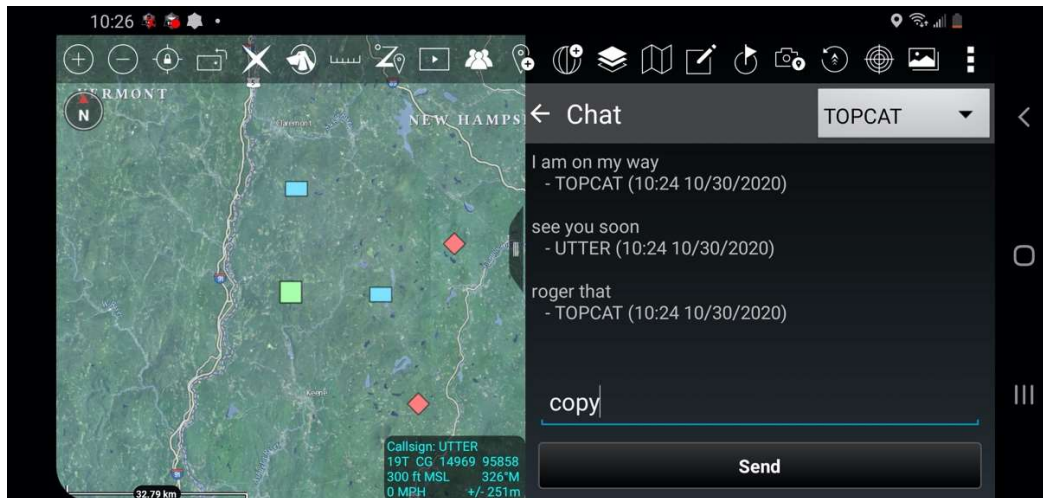 10:26
VERMONT
N
Claremont
NEW HAMPS
Keene
32.79 km
Callsign: UTTER
19T CG 14969 95858
300 ft MSL 326°M
0 MPH +/- 251m
Chat
TOPCAT
I am on my way
- TOPCAT (10:24 10/30/2020)
see you soon
- UTTER (10:24 10/30/2020)
roger that
- TOPCAT (10:24 10/30/2020)
copy
Send